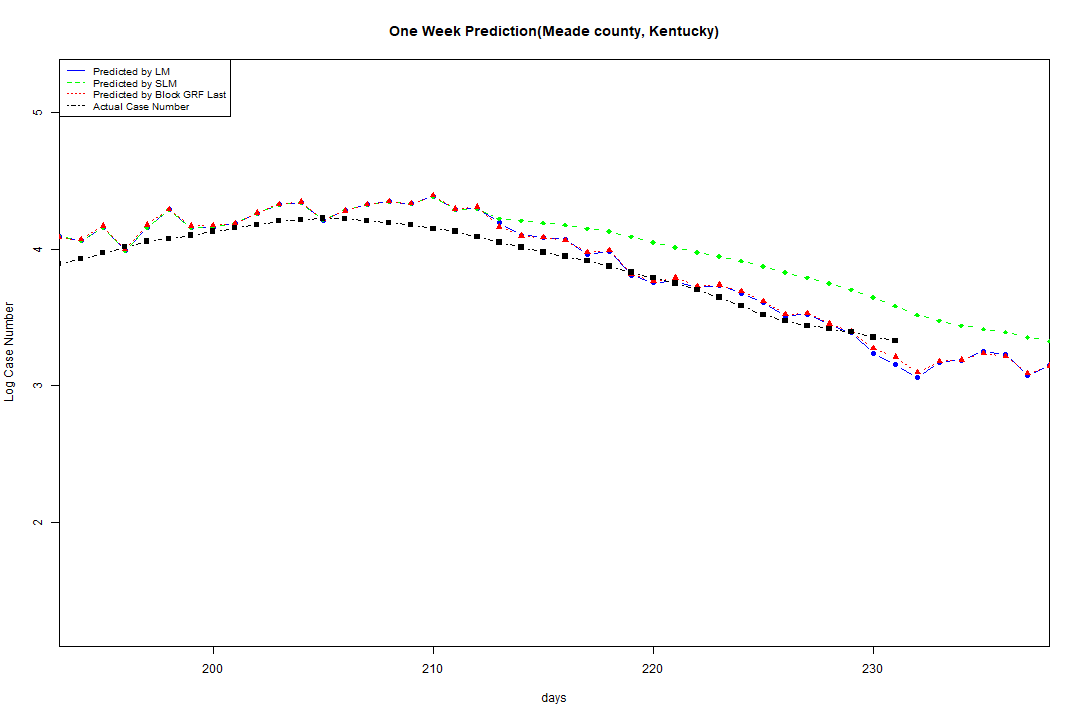 One Week Prediction(Meade county, Kentucky)
Predicted by LM
Predicted by SLM
Predicted by Block GRF Last
Actual Case Number
5
4
3
2
Log Case Number
200
210
220
230
days